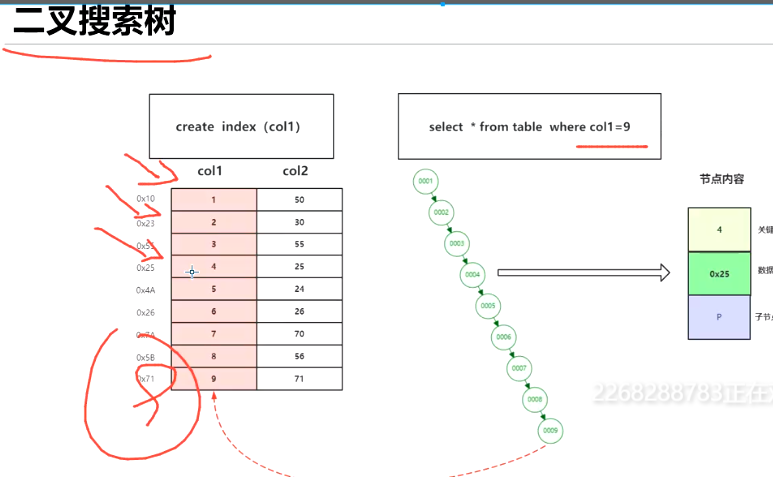 二叉搜索树
create index (col1)
select * from table where col1=9
col1 col2
0x10 1 50
0x23 2 30
3 55
0x25 4 25
0x4A 5 24
0x26 6 26
0x7A 7 70
0x5B 8 56
0x71 9 71
0001
0002
0003
0004
0005
0006
0007
0008
0009
节点内容
4 关键
0x25 数据
P 子节点
2268288783正在